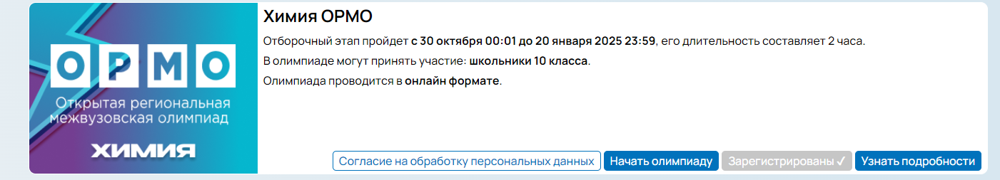 Химия ОРМО
Отборочный этап пройдет с 30 октября 00:01 до 20 января 2025 23:59, его длительность составляет 2 часа.
В олимпиаде могут принять участие: школьники 10 класса.
Олимпиада проводится в онлайн формате.
ОРМО
Открытая региональная
межвузовская олимпиад
ХИМИЯ
Согласие на обработку персональных данных
Начать олимпиаду
Зарегистрированы ✓
Узнать подробности